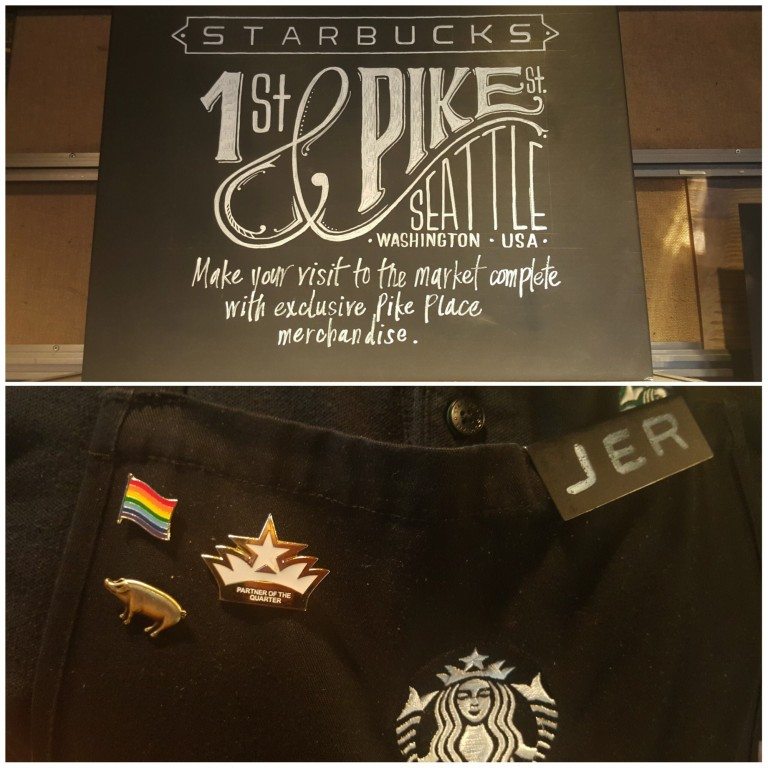 STARBUCKS
1St & PIKE St.
SEATTLE
· WASHINGTON · USA ·
Make your visit to the market complete
with exclusive Pike Place
merchandise.
JER
PARTNER OF THE
QUARTER